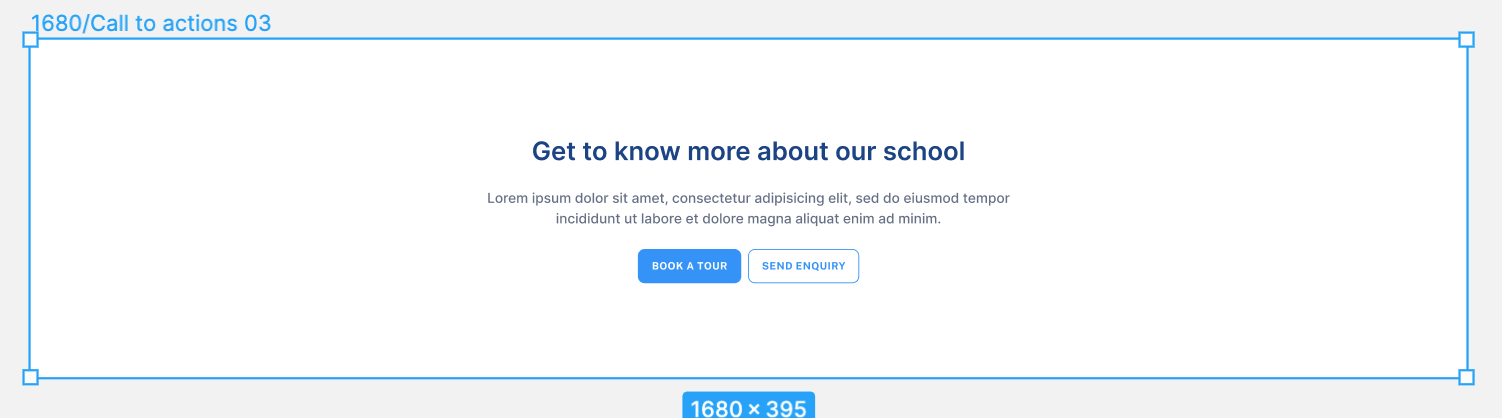 1680/Call to actions 03
Get to know more about our school
Lorem ipsum dolor sit amet, consectetur adipisicing elit, sed do eiusmod tempor
incididunt ut labore et dolore magna aliquat enim ad minim.
BOOK A TOUR
SEND ENQUIRY
1680 × 395